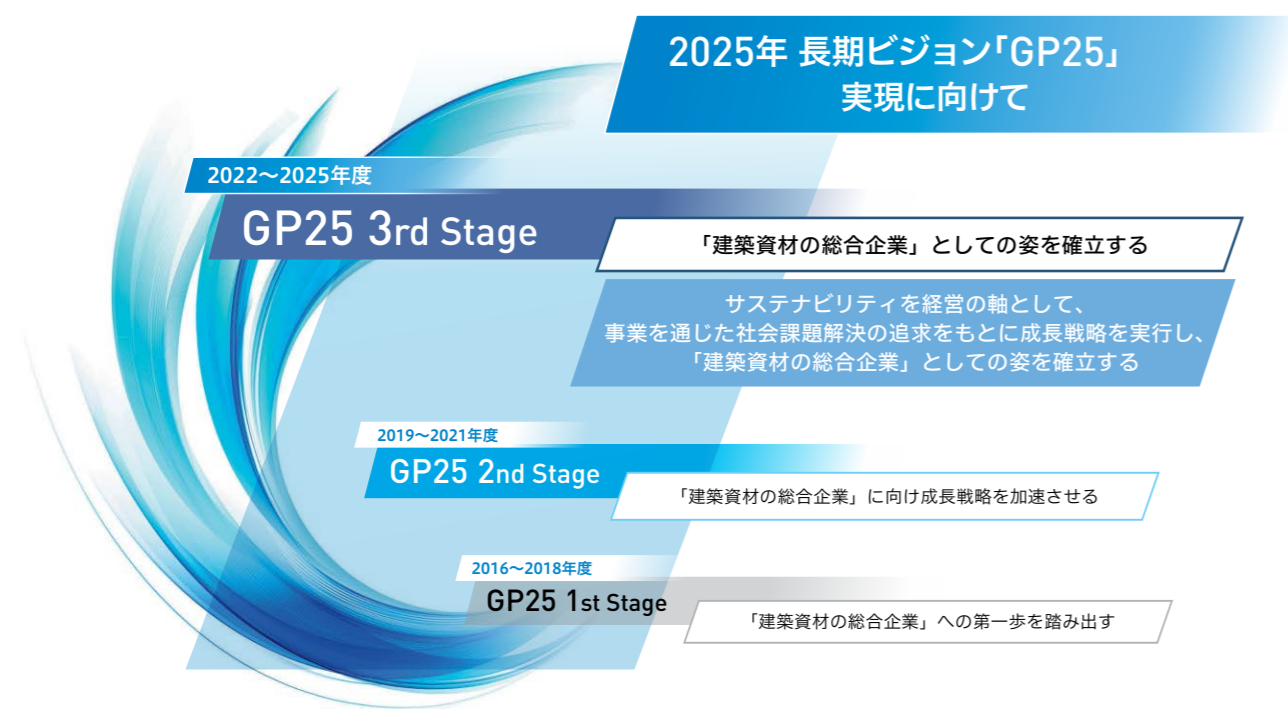 2025年 長期ビジョン「GP25」
実現に向けて
2022～2025年度
GP25 3rd Stage
「建築資材の総合企業」としての姿を確立する
サステナビリティを経営の軸として、
事業を通じた社会課題解決の追求をもとに成長戦略を実行し、
「建築資材の総合企業」としての姿を確立する
2019～2021年度
GP25 2nd Stage
「建築資材の総合企業」に向け成長戦略を加速させる
2016～2018年度
GP25 1st Stage
「建築資材の総合企業」への第一歩を踏み出す